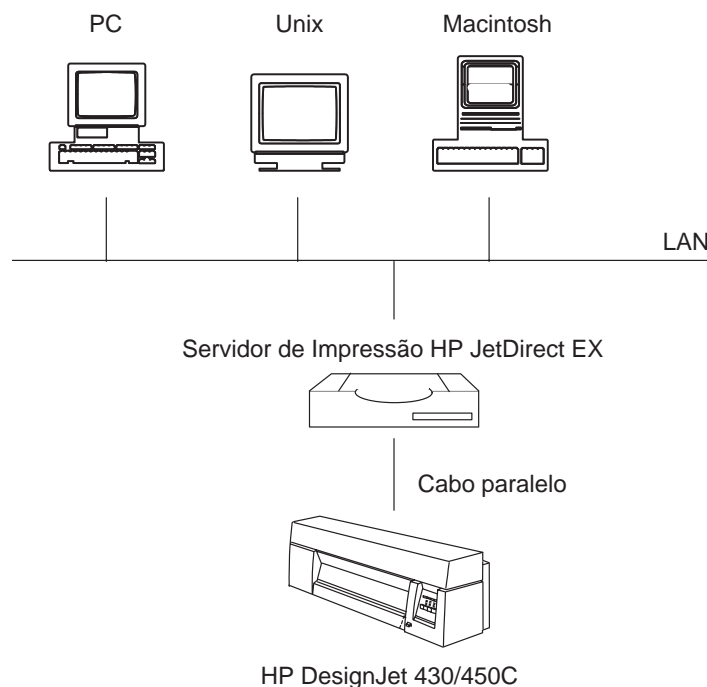 PC
Unix
Macintosh
LAN
Servidor de Impressão HP JetDirect EX
Cabo paralelo
HP DesignJet 430/450C